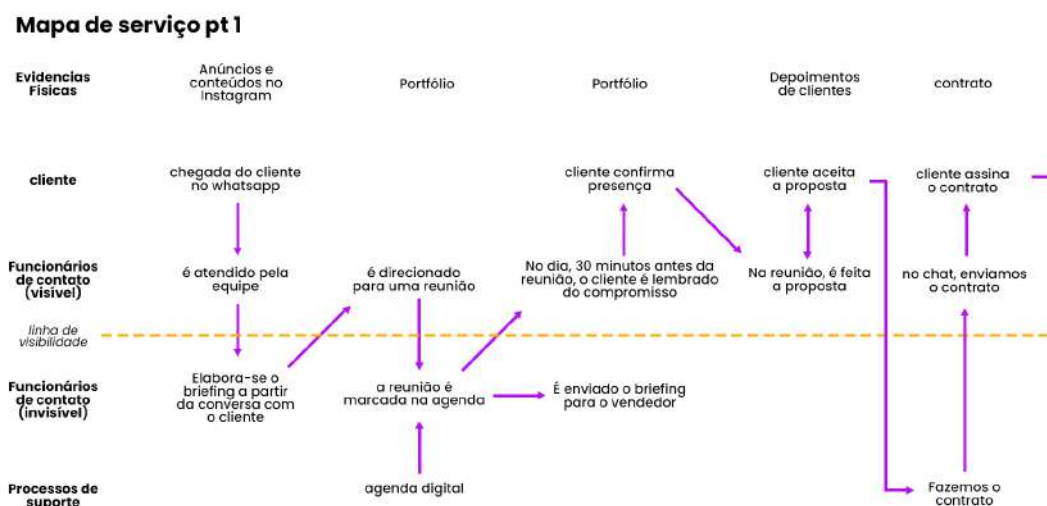 Mapa de serviço pt 1
Evidencias
Físicas
Anúncios e
conteúdos no
Instagram
Portfólio
Portfólio
Depoimentos
de clientes
contrato
cliente
chegada do cliente
no whatsapp
cliente confirma
presença
cliente aceita
a proposta
cliente assina
o contrato
Funcionários
de contato
(visível)
é atendido pela
equipe
é direcionado
para uma reunião
No dia, 30 minutos antes da
reunião, o cliente é lembrado
do compromisso
Na reunião, é feita
a proposta
no chat, enviamos
o contrato
linha de
visibilidade
Funcionários
de contato
(invisível)
Elabora-se o
briefing a partir
da conversa com
o cliente
a reunião é
marcada na agenda
É enviado o briefing
para o vendedor
Processos de
suporte
agenda digital
Fazemos o
contrato